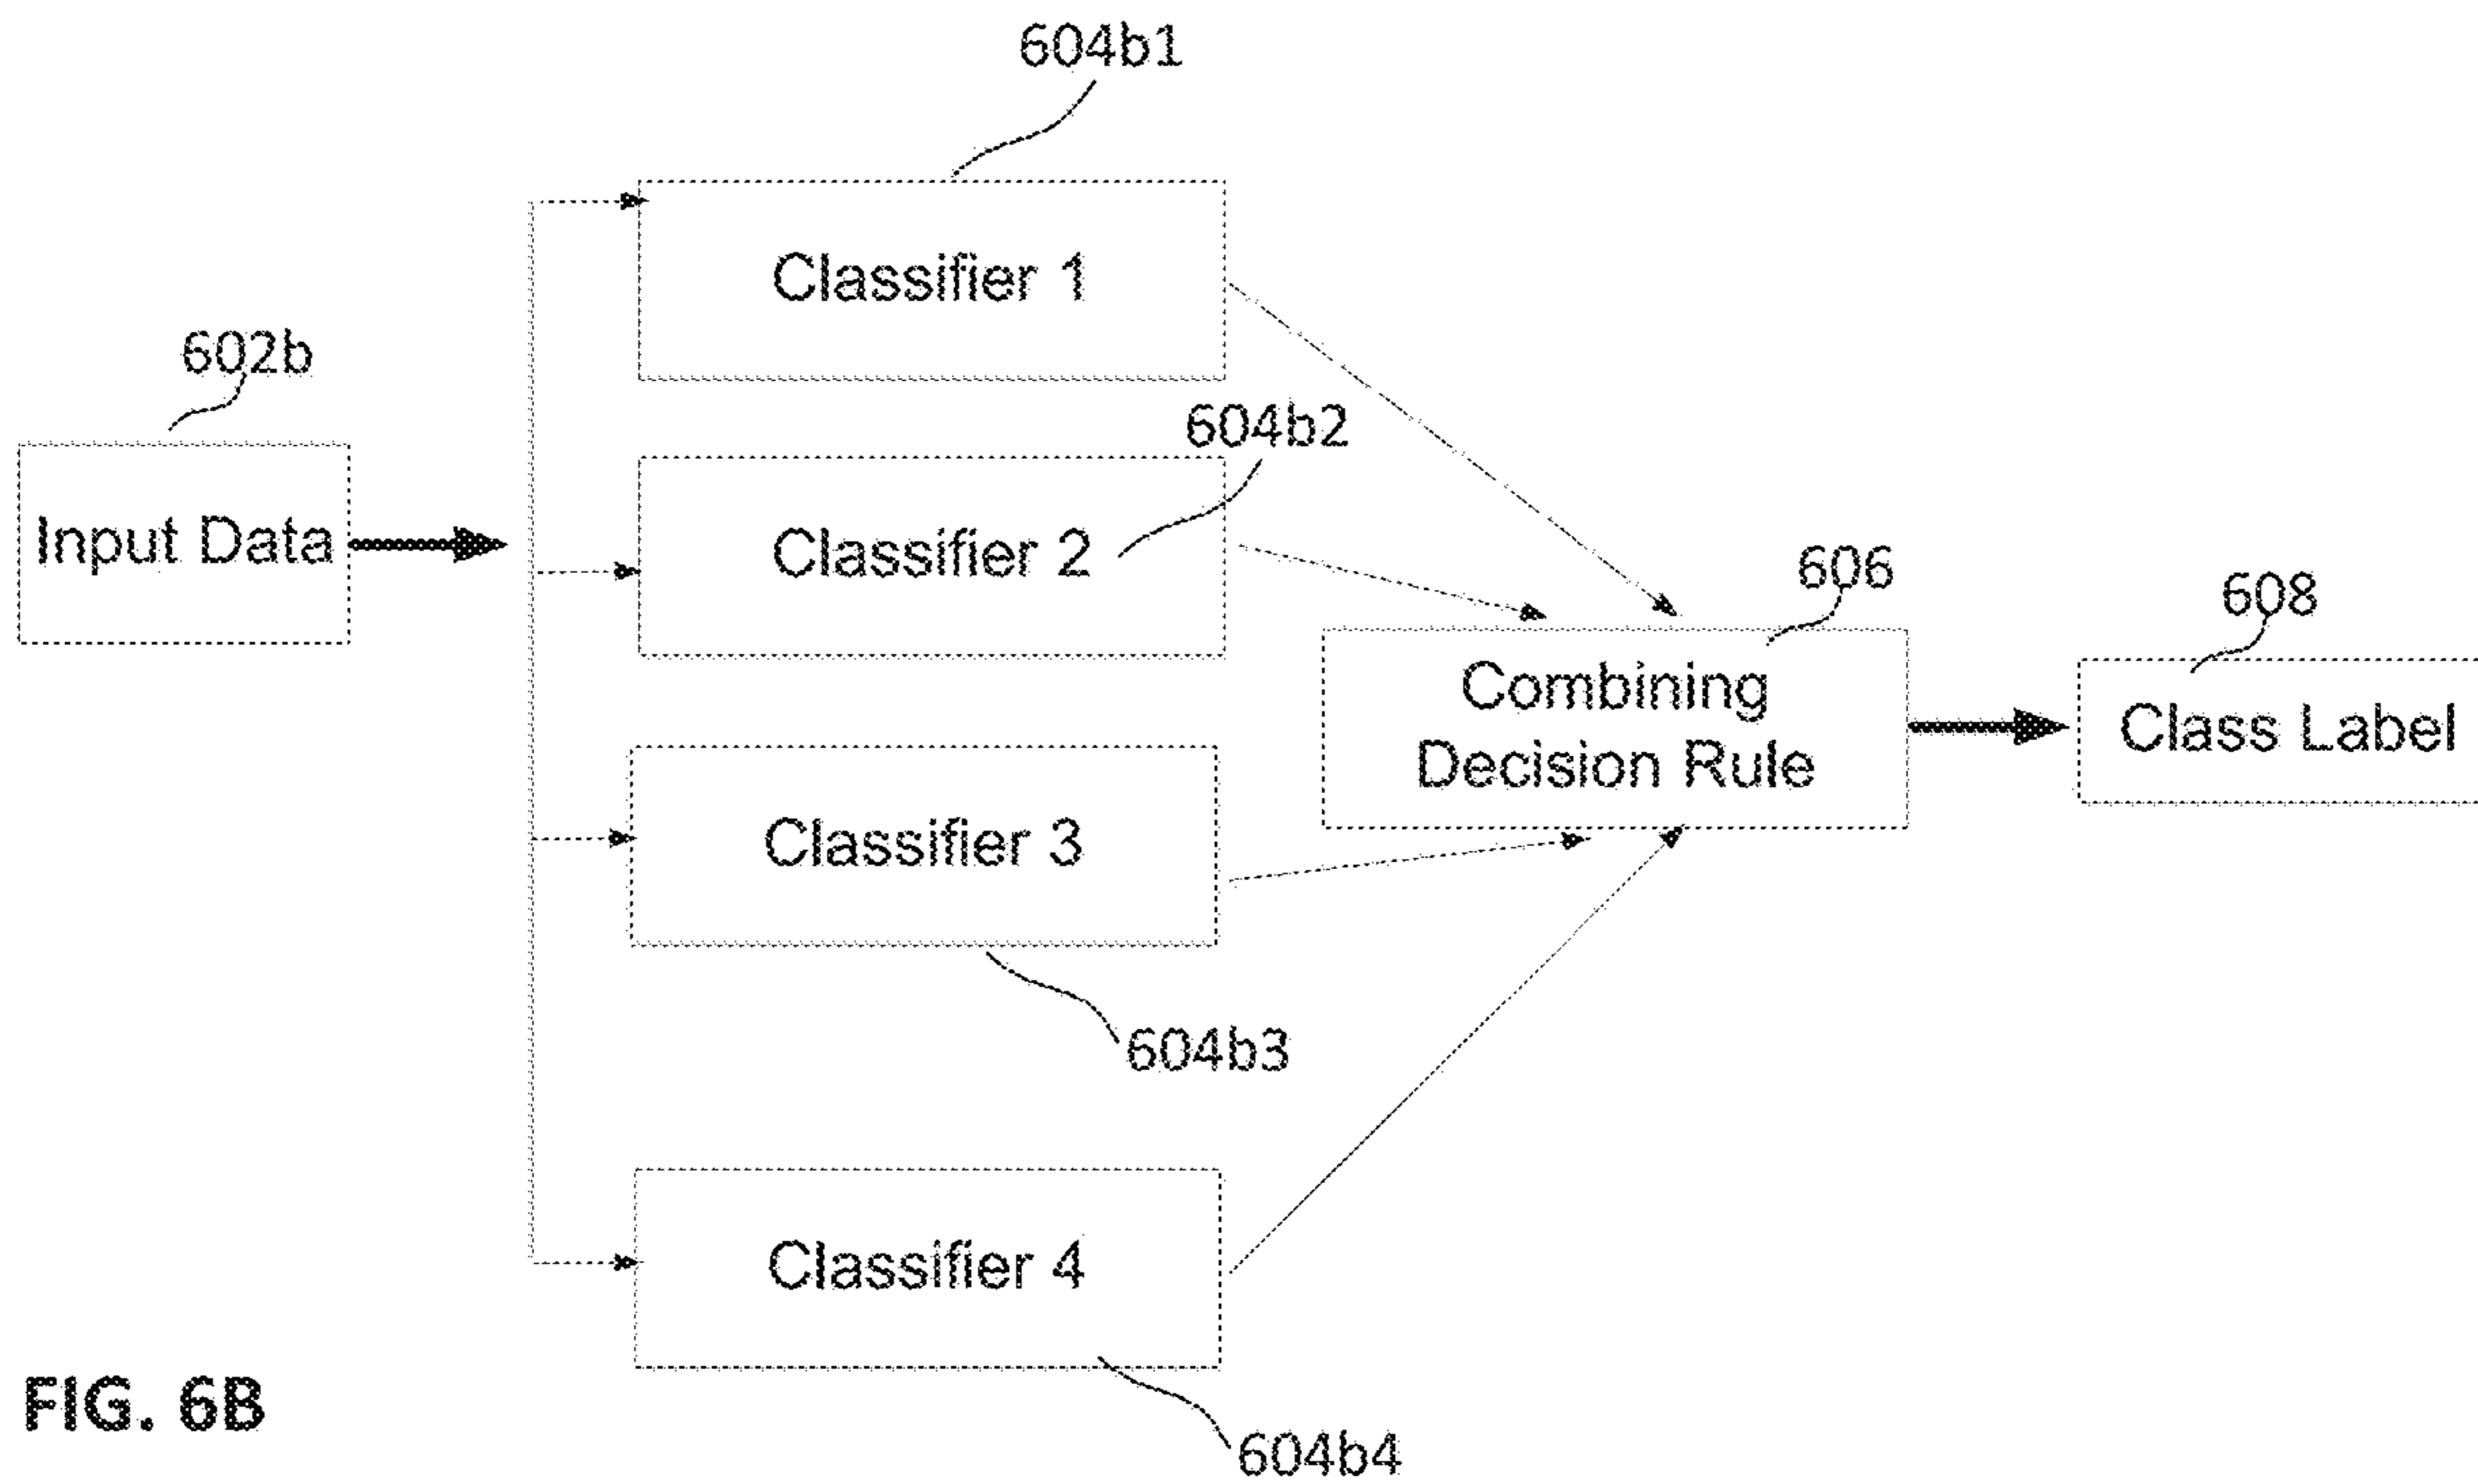 604b1
Classifier 1
602b
Input Data
604b2
Classifier 2
606
Combining
Decision Rule
608
Class Label
Classifier 3
604b3
Classifier 4
604b4
FIG. 6B